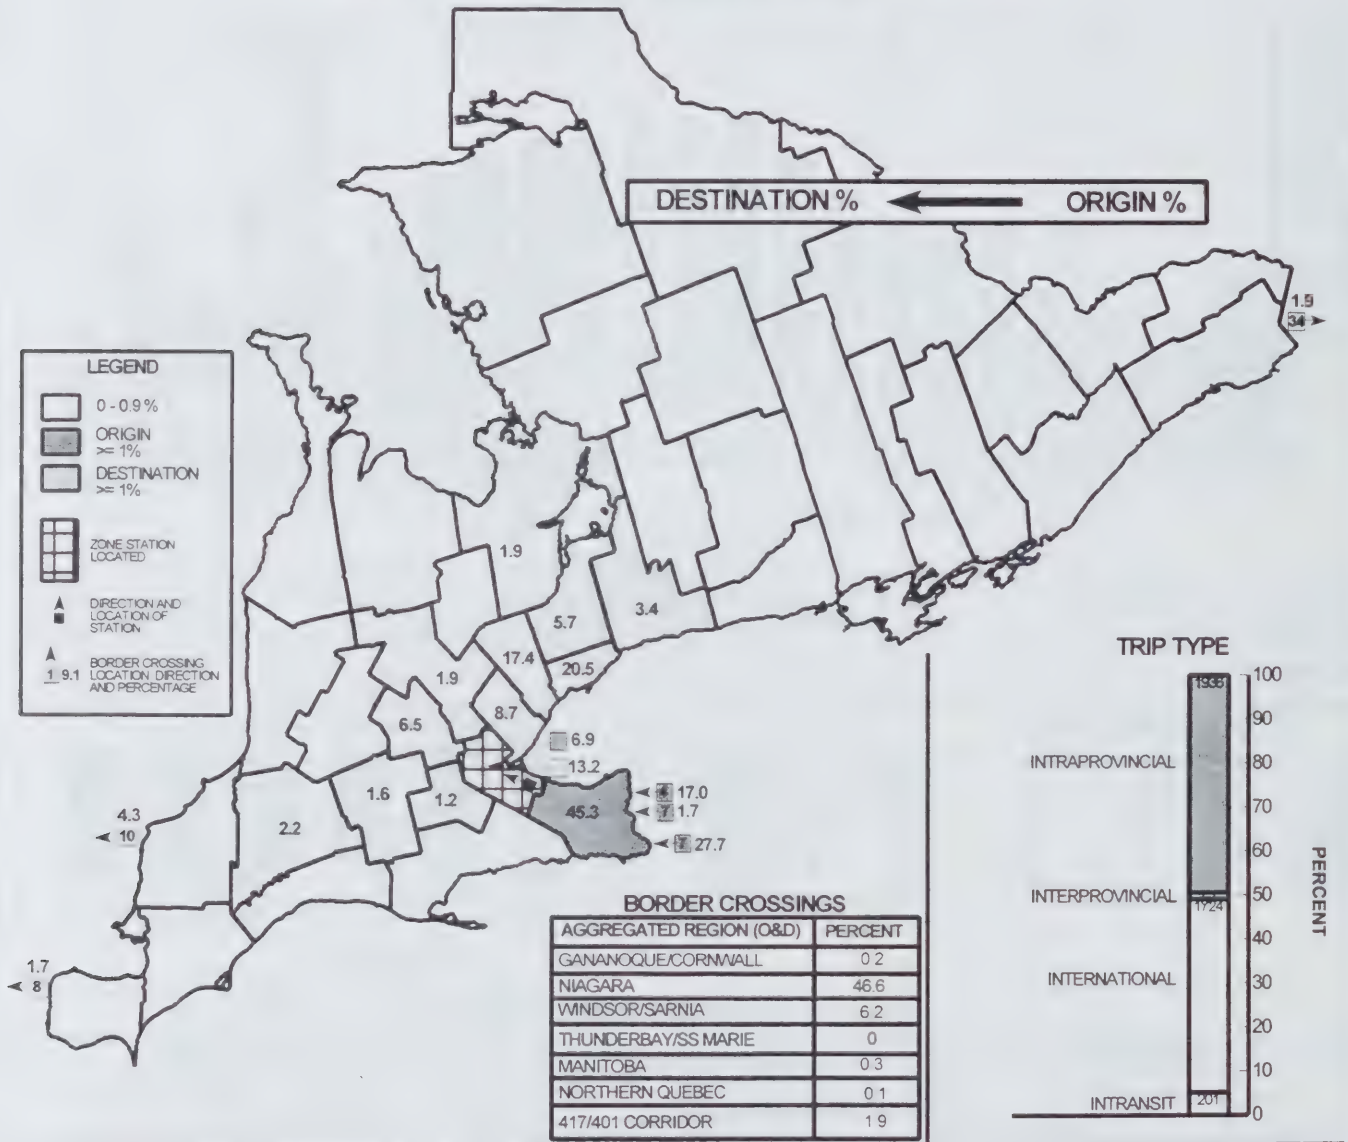 DESTINATION % ORIGIN %
1.9
34
LEGEND
0 - 0.9 %
ORIGIN
>= 1%
DESTINATION
>= 1%
ZONE STATION
LOCATED
DIRECTION AND
LOCATION OF
STATION
1 9.1 BORDER CROSSING
LOCATION DIRECTION
AND PERCENTAGE
1.9
5.7
3.4
17.4
20.5
1.9
8.7
6.5
6.9
13.2
1.6
1.2
2.2
45.3
17.0
7 1.7
7 27.7
4.3
10
1.7
8
TRIP TYPE
INTRAPROVINCIAL
INTERPROVINCIAL
INTERNATIONAL
INTRANSIT
1724
201
100
90
80
70
60
50
40
30
20
10
0
PERCENT
BORDER CROSSINGS
AGGREGATED REGION (O&D) PERCENT
GANANOQUE/CORNWALL 0 2
NIAGARA 46.6
WINDSOR/SARNIA 6 2
THUNDERBAY/SS MARIE 0
MANITOBA 0 3
NORTHERN QUEBEC 0 1
417/401 CORRIDOR 1 9